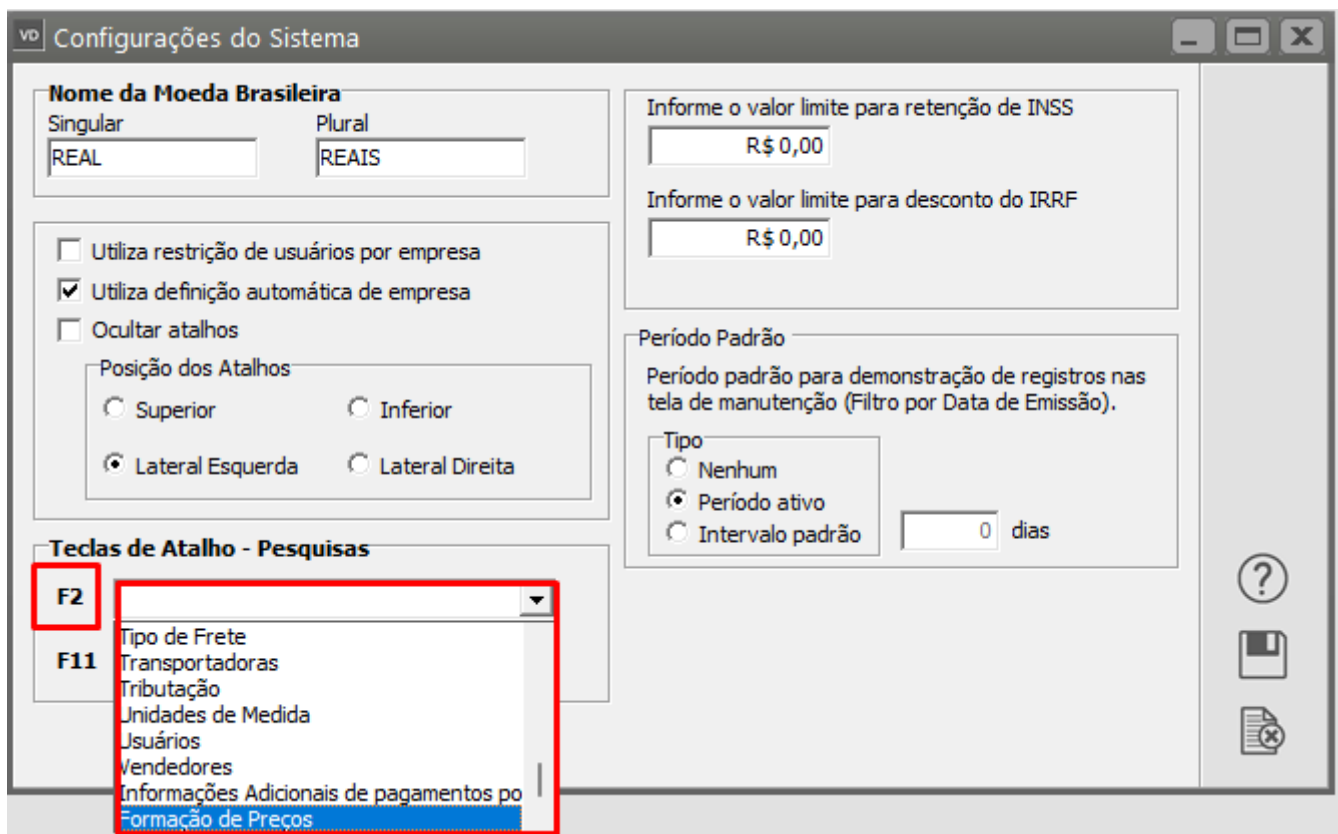 VD Configurações do Sistema
Nome da Moeda Brasileira
Singular Plural
REAL REAIS
Utiliza restrição de usuários por empresa
Utiliza definição automática de empresa
Ocultar atalhos
Posição dos Atalhos
Superior Inferior
Lateral Esquerda Lateral Direita
Teclas de Atalho - Pesquisas
F2
F11
Tipo de Frete
Transportadoras
Tributação
Unidades de Medida
Usuários
Vendedores
Informações Adicionais de pagamentos po
Formação de Preços
Informe o valor limite para retenção de INSS
R$ 0,00
Informe o valor limite para desconto do IRRF
R$ 0,00
Período Padrão
Período padrão para demonstração de registros nas
tela de manutenção (Filtro por Data de Emissão).
Tipo
Nenhum
Período ativo
Intervalo padrão 0 dias
?